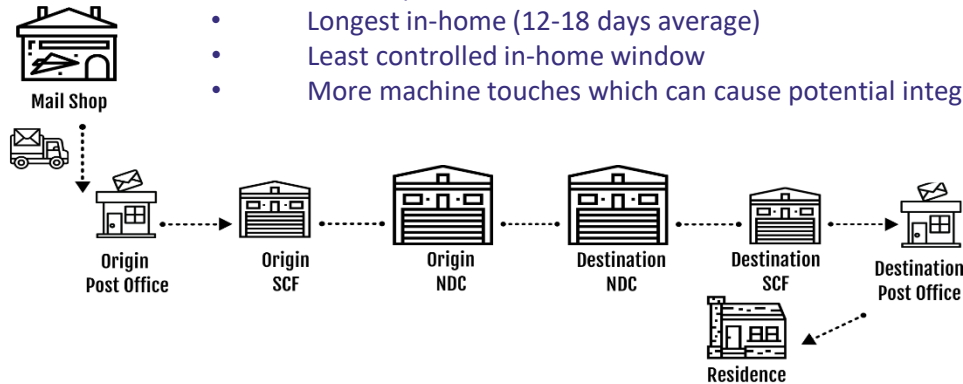 • Longest in-home (12-18 days average)
• Least controlled in-home window
• More machine touches which can cause potential
Mail Shop
Origin
Post Office
Origin
SCF
Origin
NDC
Destination
NDC
Destination
SCF
Destination
Post Office
Residence